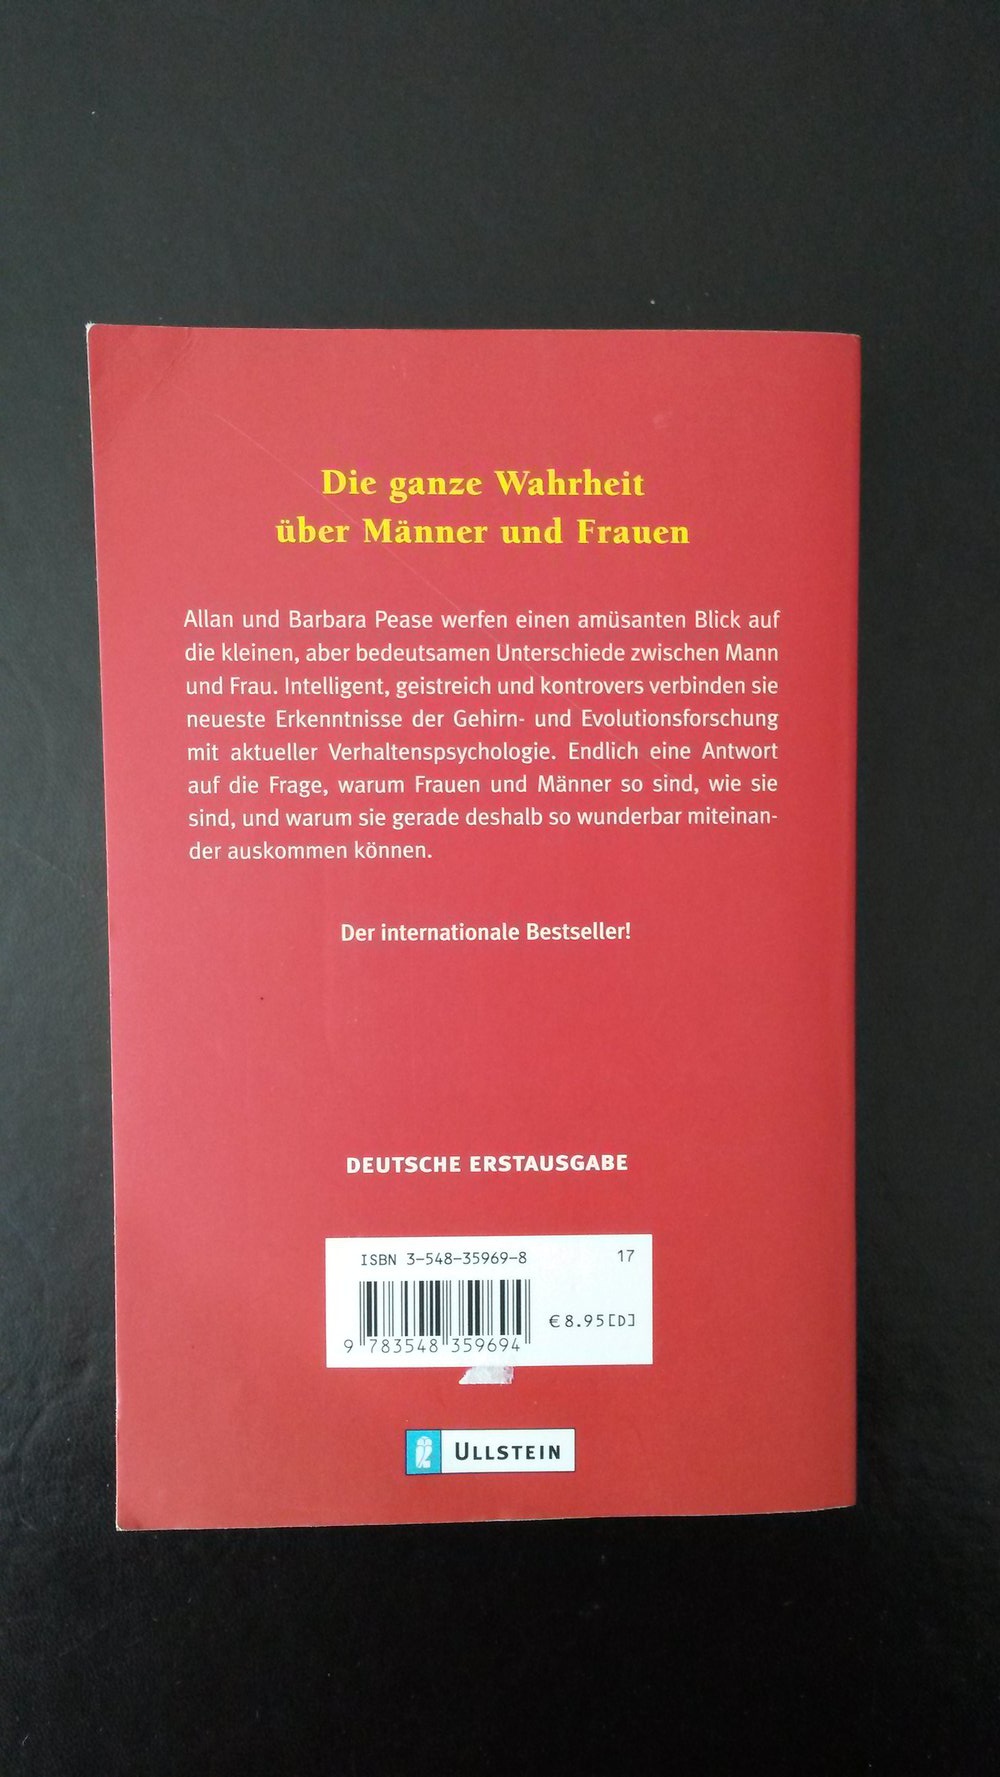 Die ganze Wahrheit
über Männer und Frauen
Allan und Barbara Pease werfen einen amüsanten Blick auf
die kleinen, aber bedeutsamen Unterschiede zwischen Mann
und Frau. Intelligent, geistreich und kontrovers verbinden sie
neueste Erkenntnisse der Gehirn- und Evolutionsforschung
mit aktueller Verhaltenspsychologie. Endlich eine Antwort
auf die Frage, warum Frauen und Männer so sind, wie sie
sind, und warum sie gerade deshalb so wunderbar miteinan-
der auskommen können.
Der internationale Bestseller!
DEUTSCHE ERSTAUSGABE
ISBN 3-548-35969-8 17
€8.95[D]
9 783548 359694
ULLSTEIN